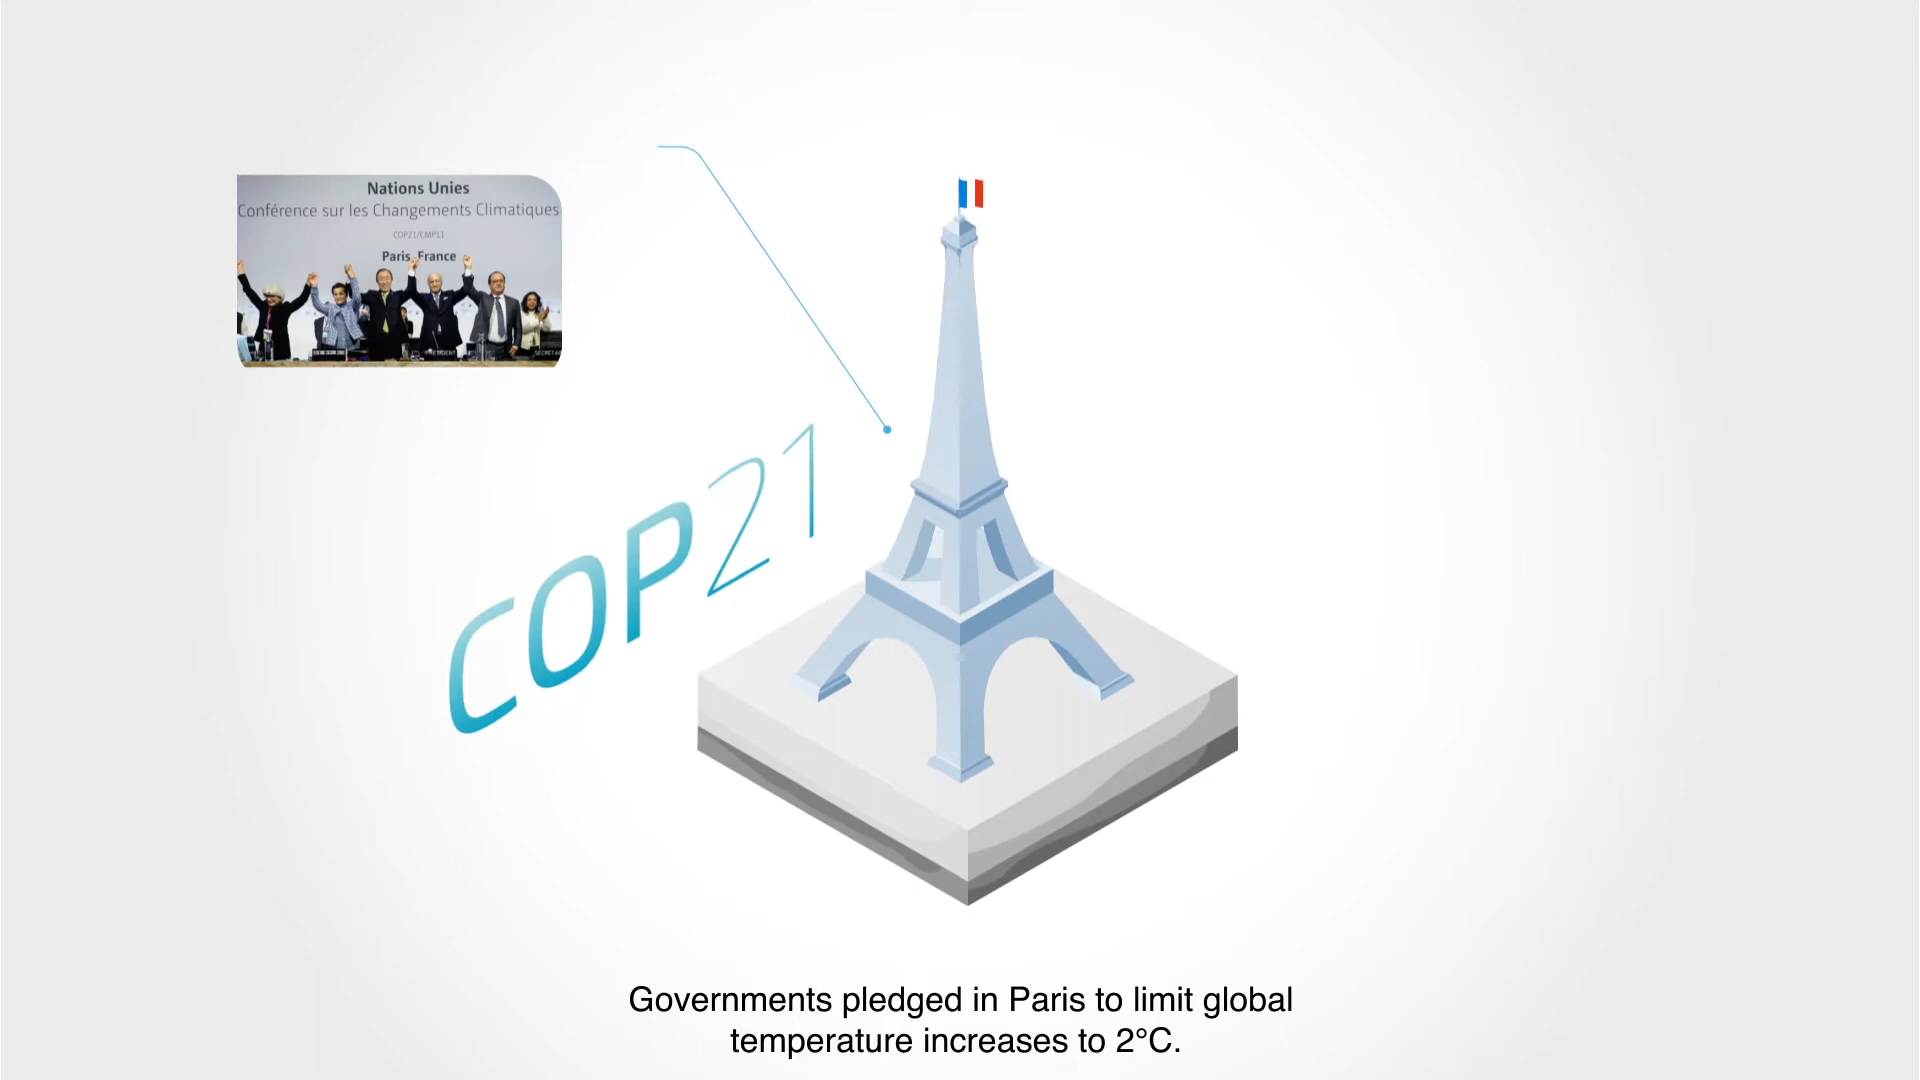 Nations Unies
Conférence sur les Changements Climatiques
COP21/CMP11
Paris, France
PRESIDENT
COP21
Governments pledged in Paris to limit global
temperature increases to 2°C.